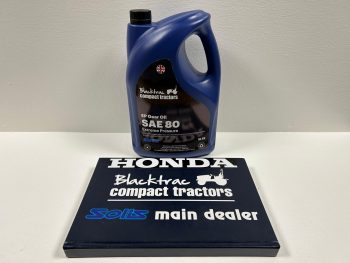 Blacktrac
compact tractors
EP Gear Oil
SAE 80
Extreme Pressure
HONDA
Blacktrac
compact tractors
Solis main dealer